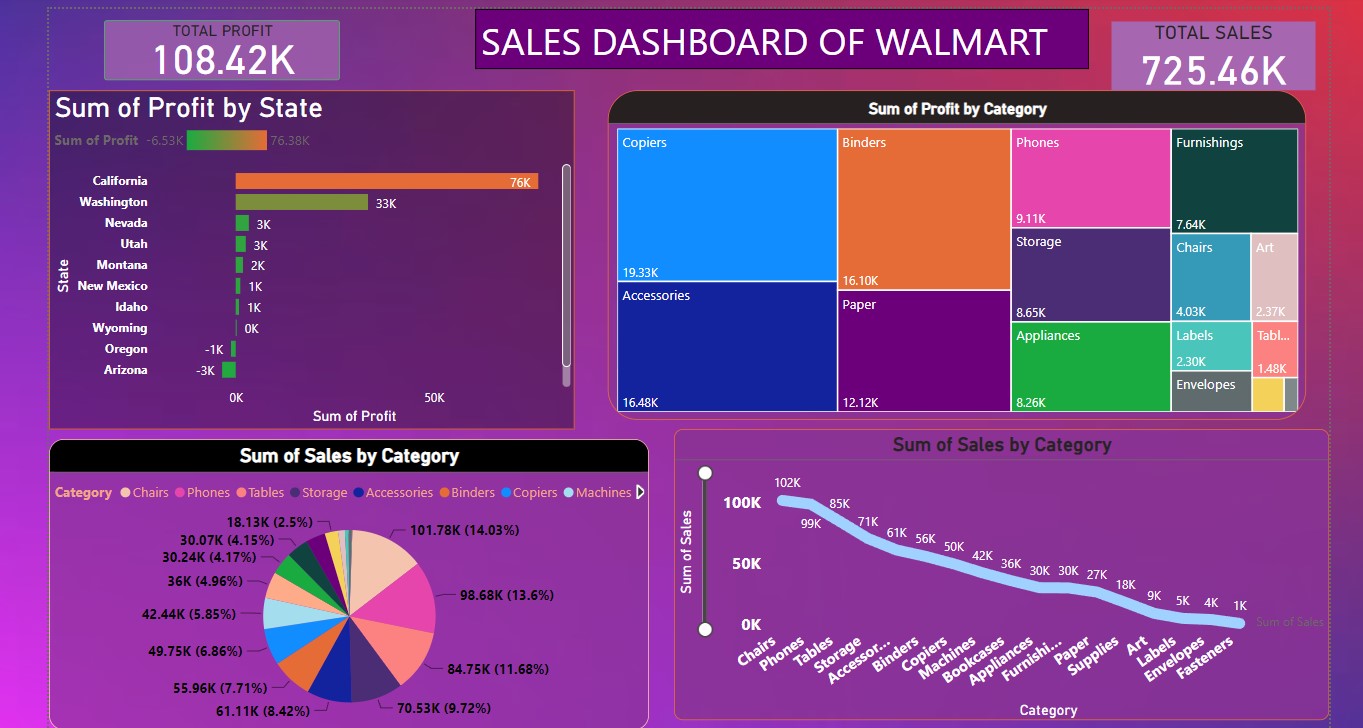 TOTAL PROFIT
108.42K
SALES DASHBOARD OF WALMART
TOTAL SALES
725.46K
Sum of Profit by State
Sum of Profit -6.53K 76.38K
State
California 76K
Washington 33K
Nevada 3K
Utah 3K
Montana 2K
New Mexico 1K
Idaho 1K
Wyoming 0K
Oregon -1K
Arizona -3K
0K 50K
Sum of Profit
Sum of Profit by Category
Copiers
19.33K
Accessories
16.48K
Binders
16.10K
Paper
12.12K
Phones
9.11K
Storage
8.65K
Appliances
8.26K
Furnishings
7.64K
Chairs
4.03K
Art
2.37K
Labels
2.30K
Tabl...
1.48K
Envelopes
Sum of Sales by Category
Category Chairs Phones Tables Storage Accessories Binders Copiers Machines
101.78K (14.03%)
98.68K (13.6%)
84.75K (11.68%)
70.53K (9.72%)
61.11K (8.42%)
55.96K (7.71%)
49.75K (6.86%)
42.44K (5.85%)
36K (4.96%)
30.24K (4.17%)
30.07K (4.15%)
18.13K (2.5%)
Sum of Sales by Category
Sum of Sales
100K
50K
0K
102K
99K
85K
71K
61K
56K
50K
42K
36K
30K
30K
27K
18K
9K
5K
4K
1K
Sum of Sales
Chairs
Phones
Tables
Storage
Accessor...
Binders
Copiers
Machines
Bookcases
Appliances
Furnishi...
Paper
Supplies
Art
Labels
Envelopes
Fasteners
Category